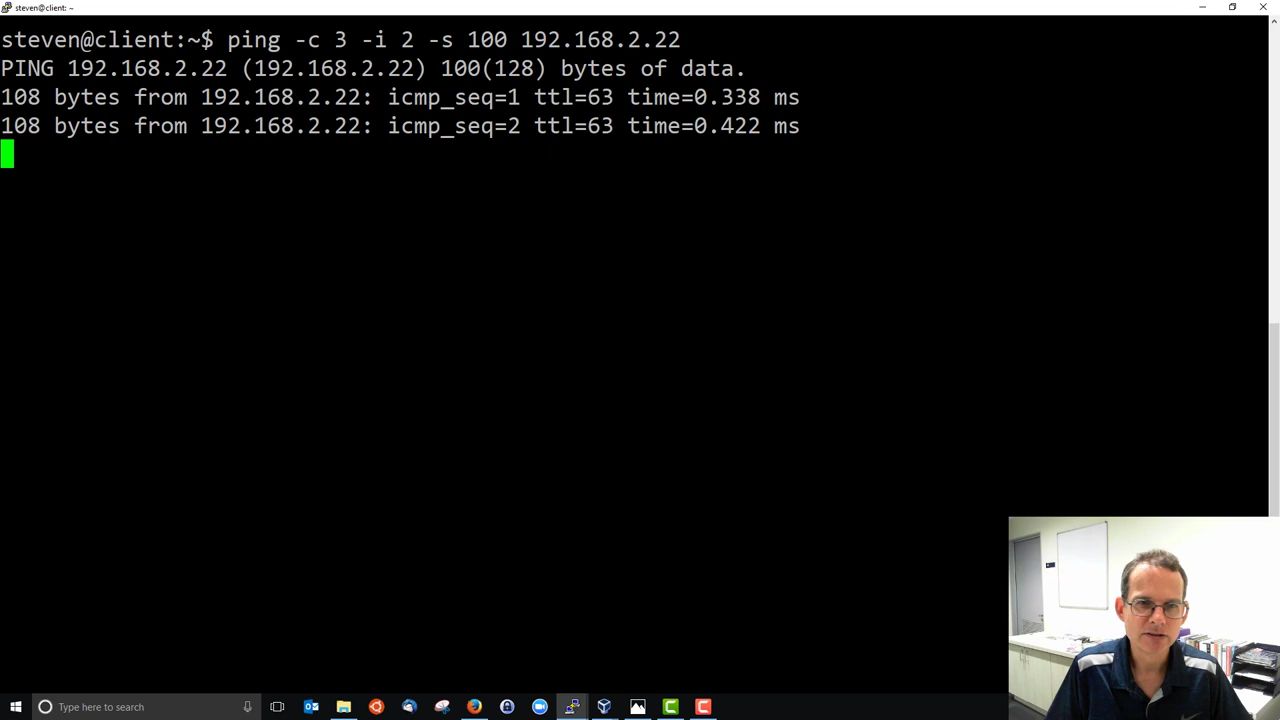 steven@client: ~
steven@client:~$ ping -c 3 -i 2 -s 100 192.168.2.22
PING 192.168.2.22 (192.168.2.22) 100(128) bytes of data.
108 bytes from 192.168.2.22: icmp_seq=1 ttl=63 time=0.338 ms
108 bytes from 192.168.2.22: icmp_seq=2 ttl=63 time=0.422 ms
Type here to search